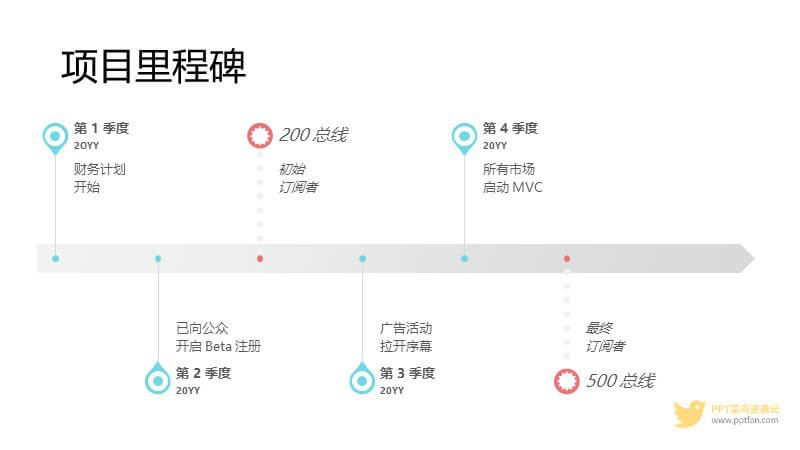 项目里程碑
第 1 季度
20YY
财务计划
开始
200 总线
初始
订阅者
第 4 季度
20YY
所有市场
启动 MVC
已向公众
开启 Beta 注册
第 2 季度
20YY
广告活动
拉开序幕
第 3 季度
20YY
最终
订阅者
500 总线
PPT菜鸟逆袭记
www.pptfan.com